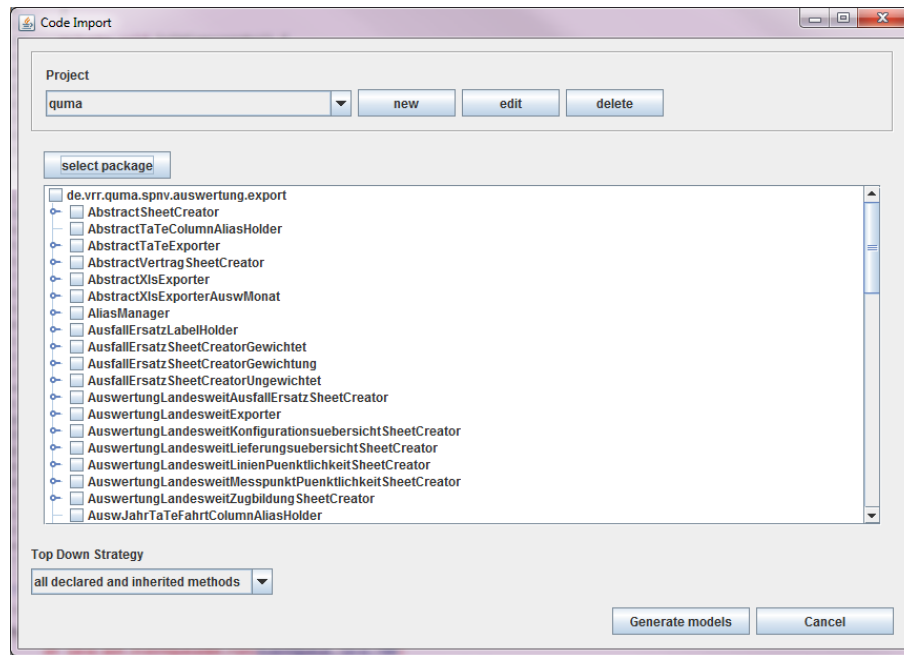 Code Import
Project
quma
new
edit
delete
select package
de.vrr.quma.spnv.auswertung.export
AbstractSheetCreator
AbstractTaTeColumnAliasHolder
AbstractTaTeExporter
AbstractVertragSheetCreator
AbstractXlsExporter
AbstractXlsExporterAuswMonat
AliasManager
AusfallErsatzLabelHolder
AusfallErsatzSheetCreatorGewichtet
AusfallErsatzSheetCreatorGewichtung
AusfallErsatzSheetCreatorUngewichtet
AuswertungLandesweitAusfallErsatzSheetCreator
AuswertungLandesweitExporter
AuswertungLandesweitKonfigurationsuebersichtSheetCreator
AuswertungLandesweitLieferungsuebersichtSheetCreator
AuswertungLandesweitLinienPuenktlichkeitSheetCreator
AuswertungLandesweitMesspunktPuenktlichkeitSheetCreator
AuswertungLandesweitZugbildungSheetCreator
AuswJahrTaTeFahrtColumnAliasHolder
Top Down Strategy
all declared and inherited methods
Generate models
Cancel